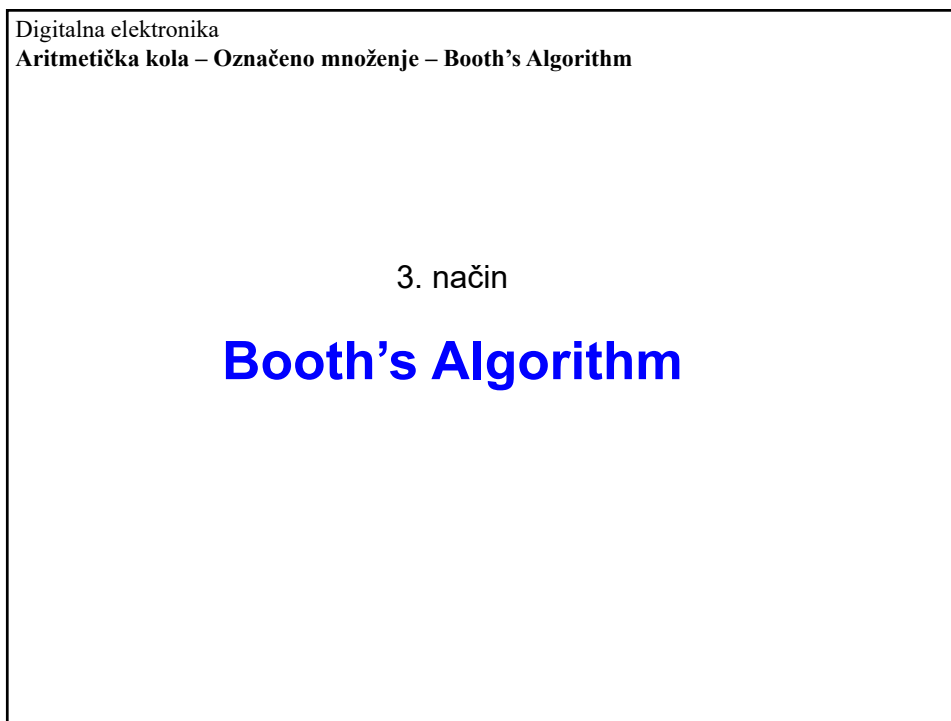 Digitalna elektronika
Aritmetička kola – Označeno množenje – Booth’s Algorithm
3. način
Booth’s Algorithm